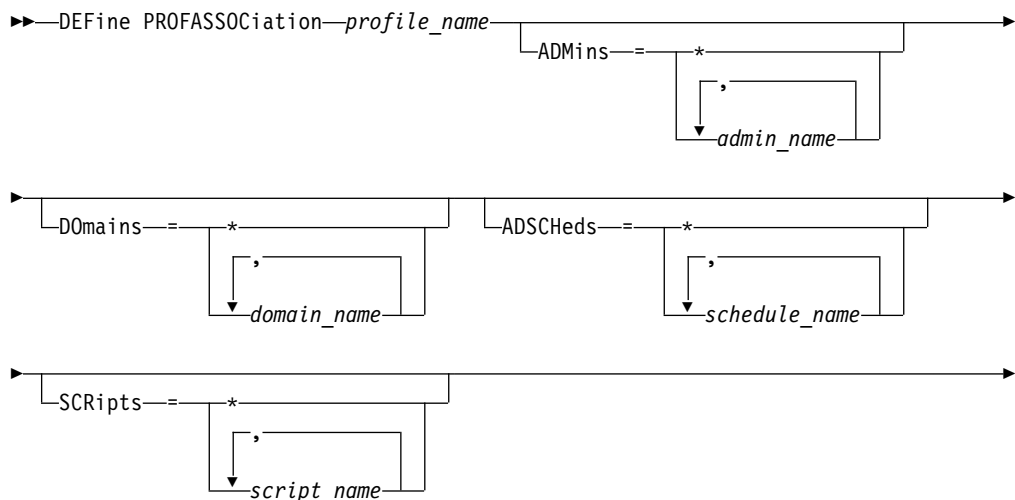 DEFine PROFASSOCiation profile_name
ADMins = *
,
admin_name
DOmains = *
,
domain_name
ADSCHeds = *
,
schedule_name
SCRipts = *
,
script_name